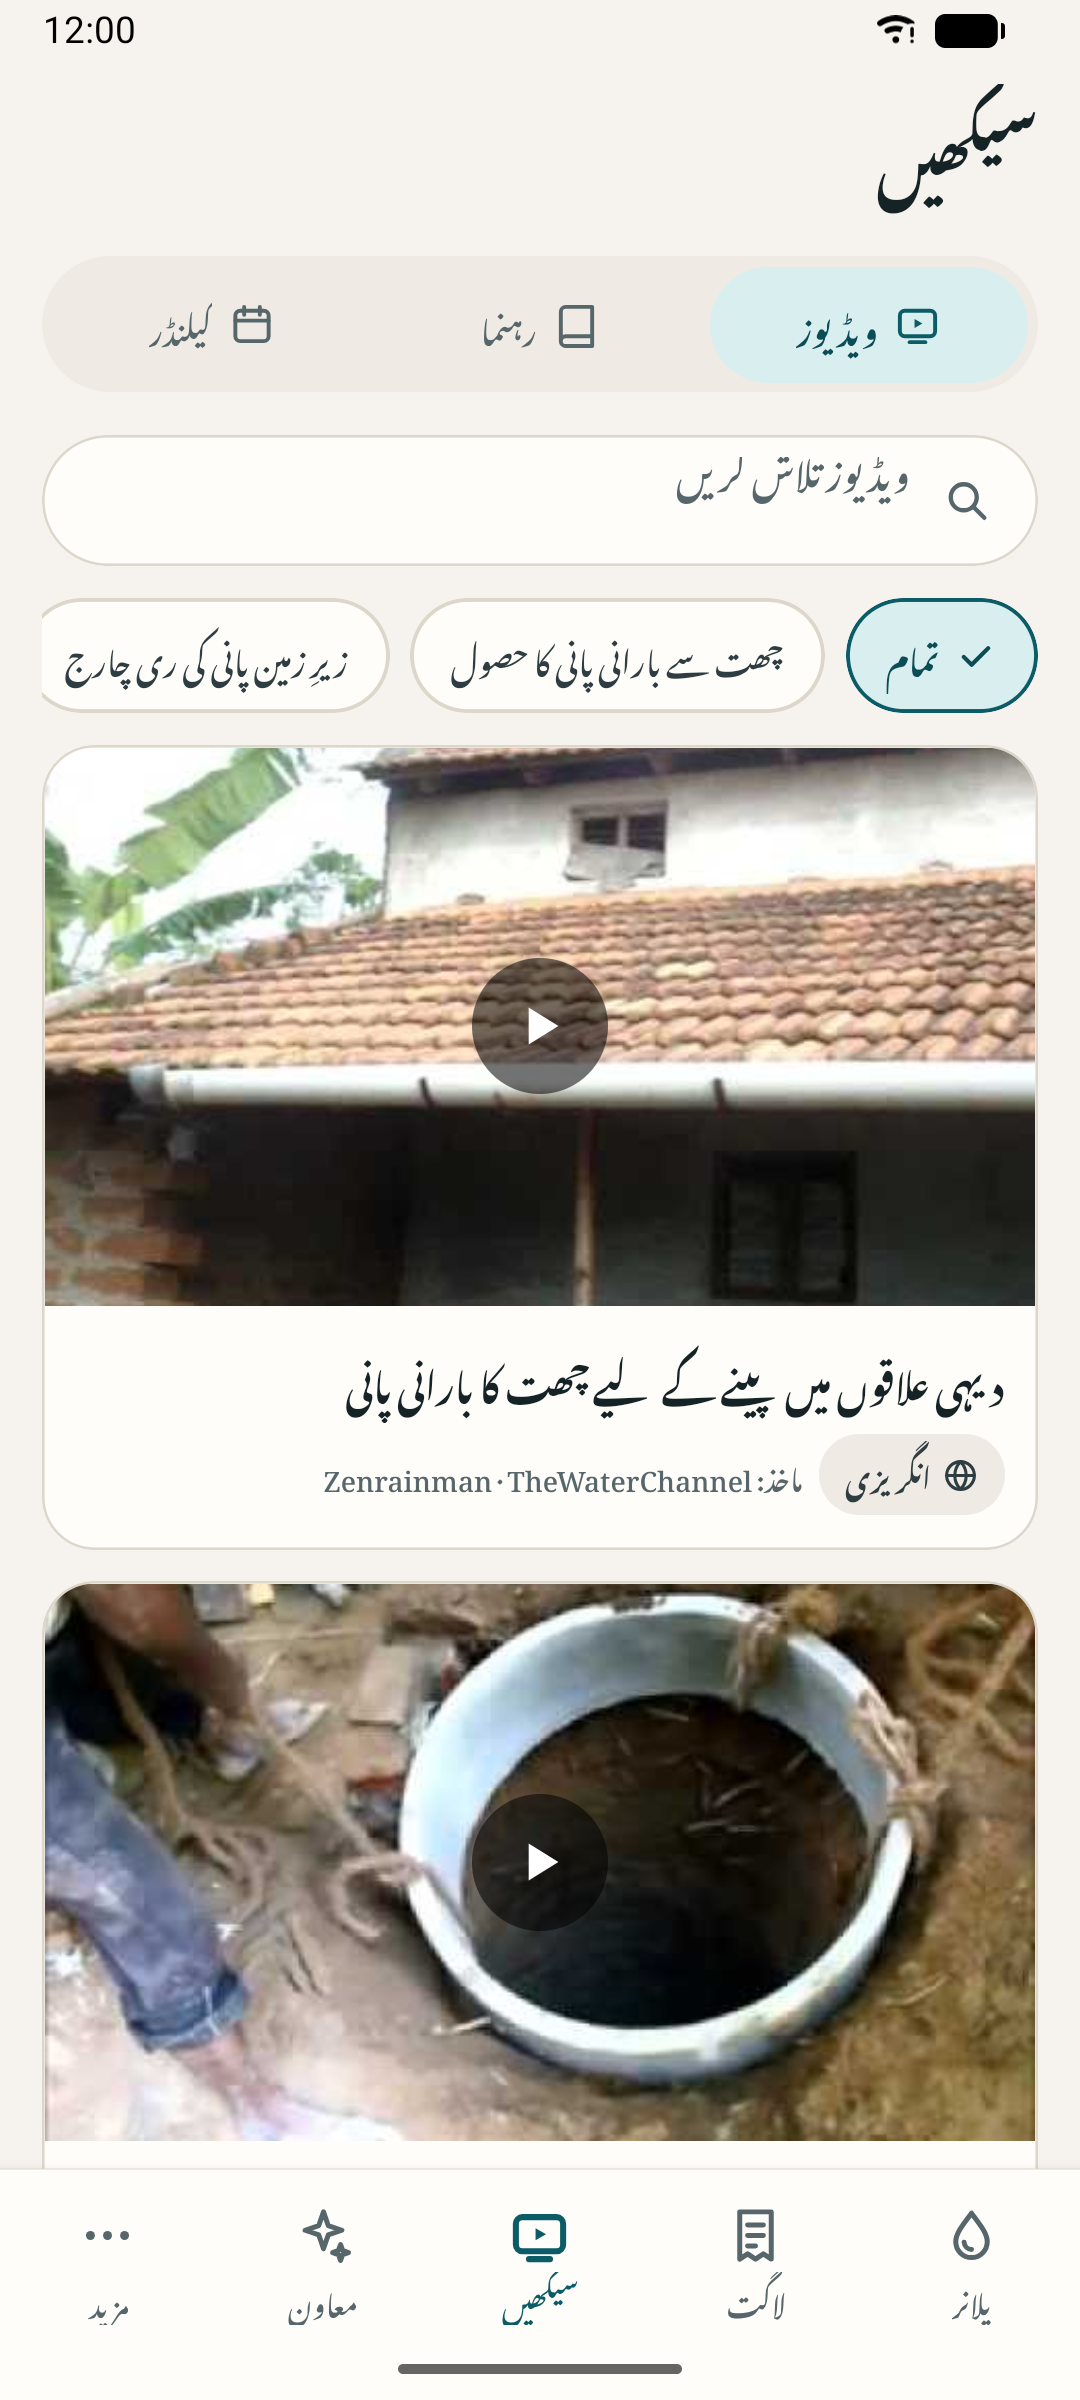 12:00
سیکھیں
ویڈیوز
رہنما
کیلنڈر
ویڈیوز تلاش کریں
تمام
چھت سے بارانی پانی کا حصول
زیرِ زمین پانی کی ری چارج
دیہی علاقوں میں پینے کے لیے چھت کا بارانی پانی
انگریزی
ماخذ: Zenrainman · TheWaterChannel
پلانر
لاگت
سیکھیں
معاون
مزید